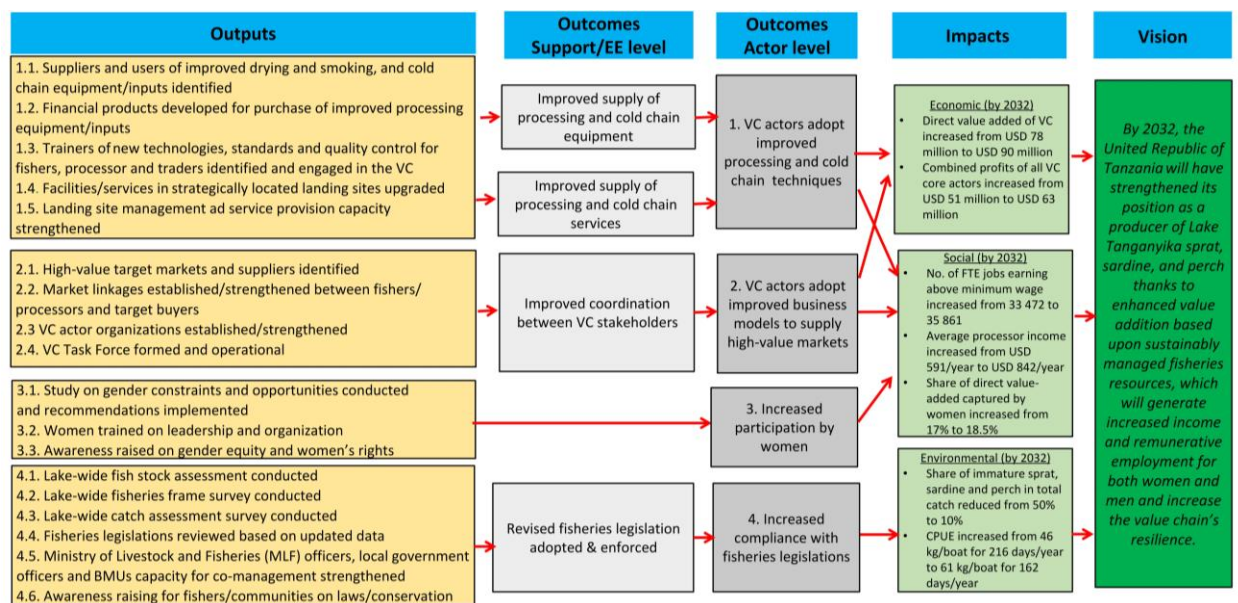 Outputs
Outcomes
Support/EE level
Outcomes
Actor level
Impacts
Vision
1.1. Suppliers and users of improved drying and smoking, and cold
chain equipment/inputs identified
1.2. Financial products developed for purchase of improved processing
equipment/inputs
1.3. Trainers of new technologies, standards and quality control for
fishers, processor and traders identified and engaged in the VC
1.4. Facilities/services in strategically located landing sites upgraded
1.5. Landing site management ad service provision capacity
strengthened
2.1. High-value target markets and suppliers identified
2.2. Market linkages established/strengthened between fishers/
processors and target buyers
2.3 VC actor organizations established/strengthened
2.4. VC Task Force formed and operational
3.1. Study on gender constraints and opportunities conducted
and recommendations implemented
3.2. Women trained on leadership and organization
3.3. Awareness raised on gender equity and women's rights
4.1. Lake-wide fish stock assessment conducted
4.2. Lake-wide fisheries frame survey conducted
4.3. Lake-wide catch assessment survey conducted
4.4. Fisheries legislations reviewed based on updated data
4.5. Ministry of Livestock and Fisheries (MLF) officers, local government
officers and BMUs capacity for co-management strengthened
4.6. Awareness raising for fishers/communities on laws/conservation
Improved supply of
processing and cold chain
equipment
Improved supply of
processing and cold chain
services
Improved coordination
between VC stakeholders
Revised fisheries legislation
adopted & enforced
1. VC actors adopt
improved
processing and cold
chain techniques
2. VC actors adopt
improved business
models to supply
high-value markets
3. Increased
participation by
women
4. Increased
compliance with
fisheries legislations
Economic (by 2032)
• Direct value added of VC
increased from USD 78
million to USD 90 million
• Combined profits of all VC
core actors increased from
USD 51 million to USD 63
million
Social (by 2032)
• No. of FTE jobs earning
above minimum wage
increased from 33 472 to
35 861
• Average processor income
increased from USD
591/year to USD 842/year
• Share of direct value-
added captured by
women increased from
17% to 18.5%
Environmental (by 2032)
• Share of immature sprat,
sardine and perch in total
catch reduced from 50%
to 10%
• CPUE increased from 46
kg/boat for 216 days/year
to 61 kg/boat for 162
days/year
By 2032, the
United Republic of
Tanzania will have
strengthened its
position as a
producer of Lake
Tanganyika sprat,
sardine, and perch
thanks to
enhanced value
addition based
upon sustainably
managed fisheries
resources, which
will generate
increased income
and remunerative
employment for
both women and
men and increase
the value chain's
resilience.